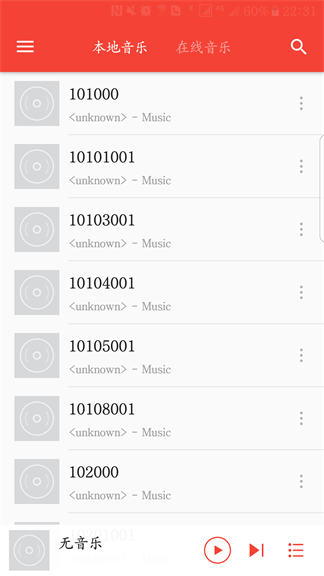 60% 22:31
本地音乐 在线音乐
101000
<unknown> - Music
10101001
<unknown> - Music
10103001
<unknown> - Music
10104001
<unknown> - Music
10105001
<unknown> - Music
10108001
<unknown> - Music
102000
<unknown> - Music
无音乐